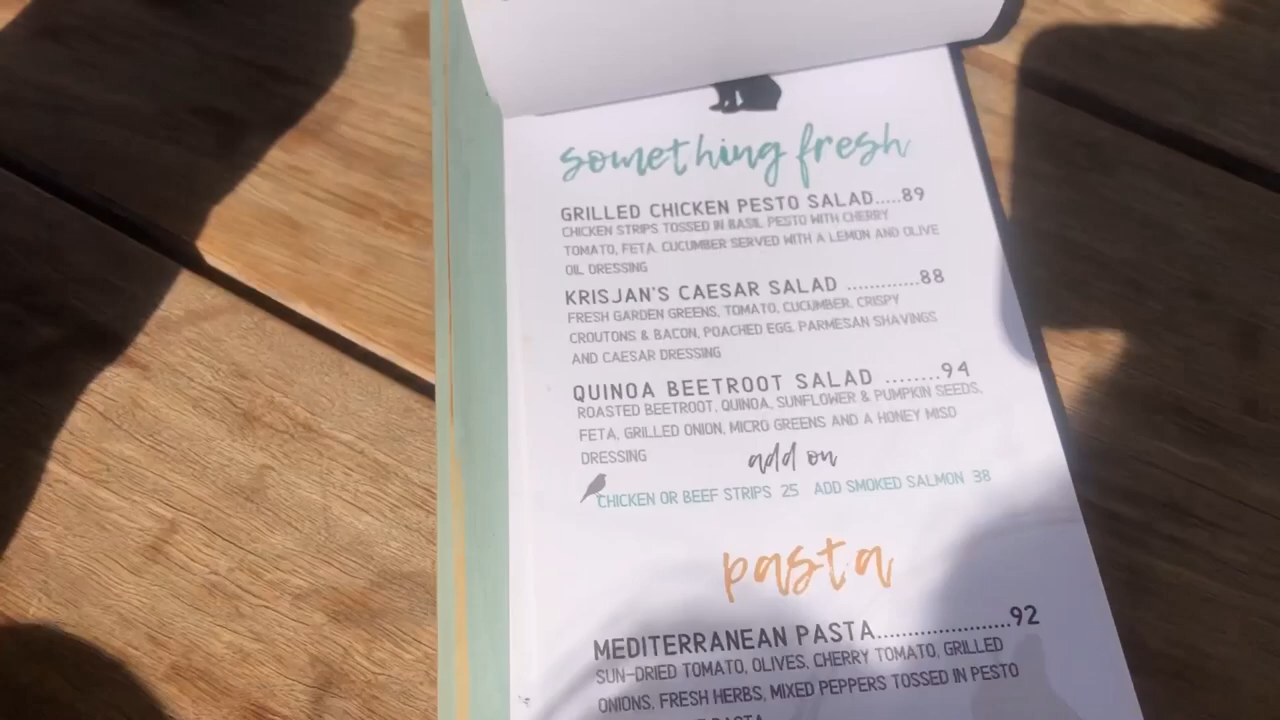 something fresh
GRILLED CHICKEN PESTO SALAD.....89
CHICKEN STRIPS TOSSED IN BASIL PESTO WITH CHERRY
TOMATO, FETA, CUCUMBER SERVED WITH A LEMON AND OLIVE
OIL DRESSING
KRISJAN'S CAESAR SALAD ............88
FRESH GARDEN GREENS, TOMATO, CUCUMBER, CRISPY
CROUTONS & BACON, POACHED EGG, PARMESAN SHAVINGS
AND CAESAR DRESSING
QUINOA BEETROOT SALAD ........94
ROASTED BEETROOT, QUINOA, SUNFLOWER & PUMPKIN SEEDS,
FETA, GRILLED ONION, MICRO GREENS AND A HONEY MISO
DRESSING
add on
CHICKEN OR BEEF STRIPS 25 ADD SMOKED SALMON 38
pasta
MEDITERRANEAN PASTA.....................92
SUN-DRIED TOMATO, OLIVES, CHERRY TOMATO, GRILLED
ONIONS, FRESH HERBS, MIXED PEPPERS TOSSED IN PESTO
PASTA